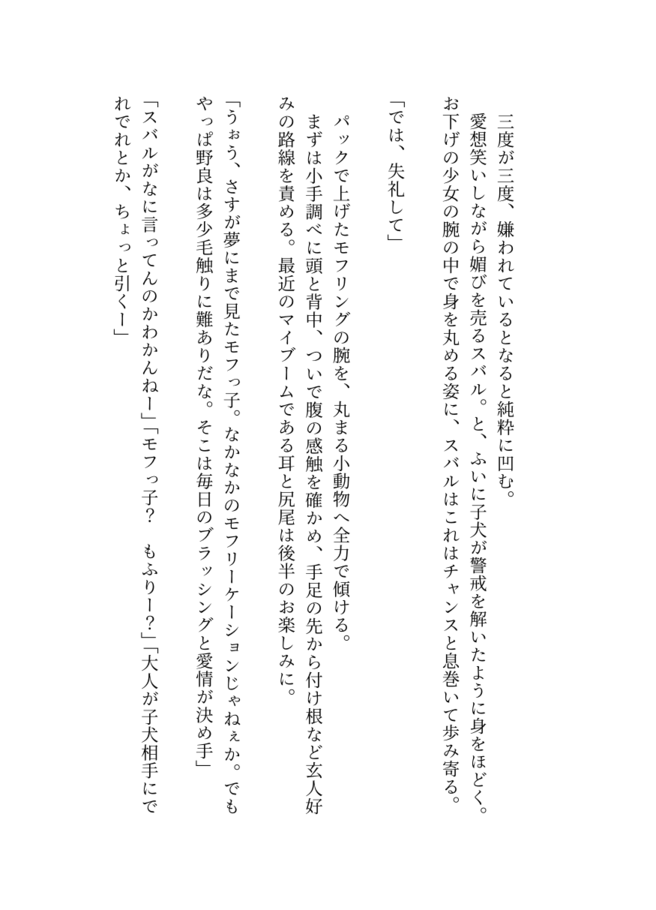 三度が三度、嫌われているとなると純粋に凹む。
　愛想笑いしながら媚びを売るスバル。と、ふいに子犬が警戒を解いたように身をほどく。
お下げの少女の腕の中で身を丸める姿に、スバルはこれはチャンスと息巻いて歩み寄る。
「では、失礼して」
　パックで上げたモフリングの腕を、丸まる小動物へ全力で傾ける。
　まずは小手調べに頭と背中、ついで腹の感触を確かめ、手足の先から付け根など玄人好
みの路線を責める。最近のマイブームである耳と尻尾は後半のお楽しみに。
「うぉう、さすが夢にまで見たモフっ子。なかなかのモフリーケーションじゃねぇか。でも
やっぱ野良は多少毛触りに難ありだな。そこは毎日のブラッシングと愛情が決め手」
「スバルがなに言ってんのかわかんねー」「モフっ子？　もふりー？」「大人が子犬相手にで
れでれとか、ちょっと引くー」